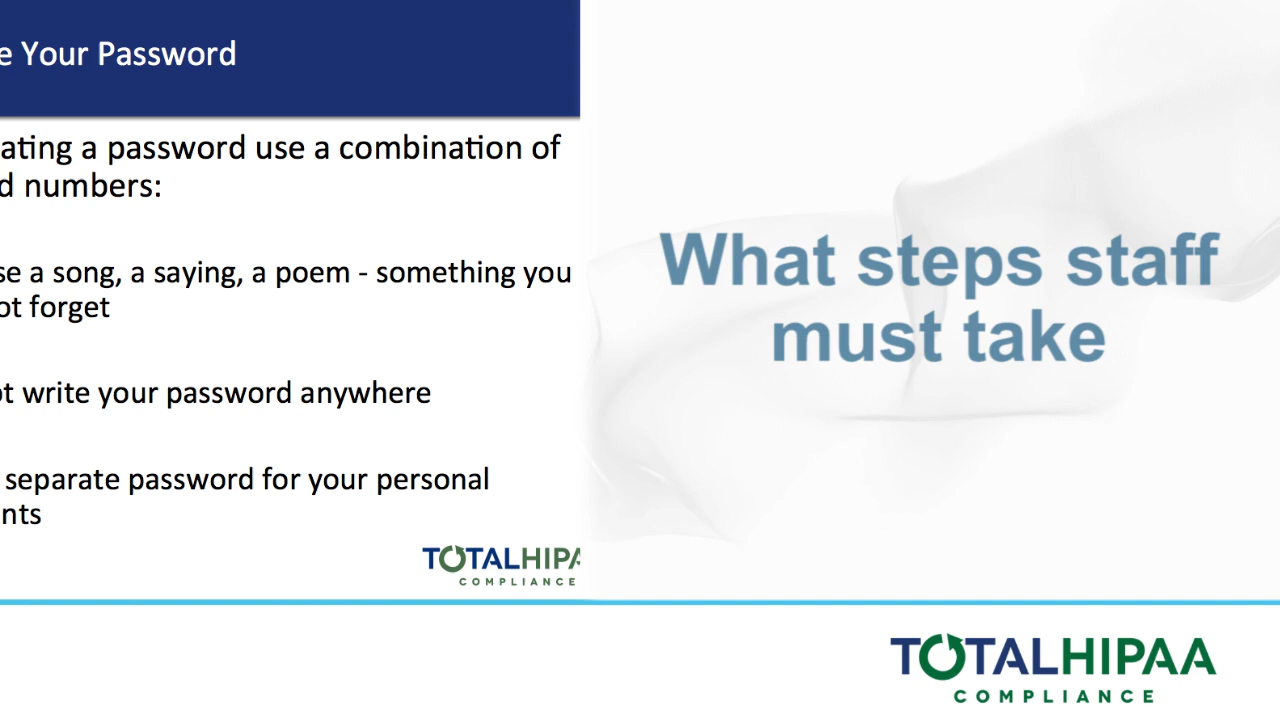 e Your Password
ating a password use a combination of
d numbers:
se a song, a saying, a poem - something you
ot forget
ot write your password anywhere
separate password for your personal
nts
TOTALHIPA
COMPLIANCE
What steps staff
must take
TOTALHIPAA
COMPLIANCE